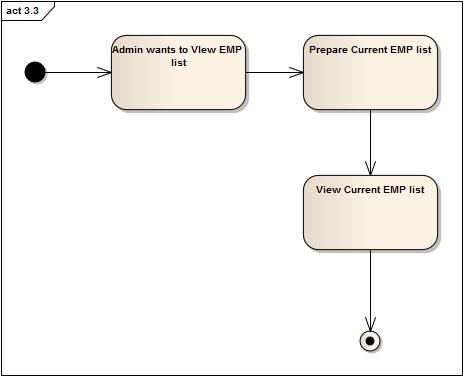 act 3.3
Admin wants to VIew EMP
list
Prepare Current EMP list
View Current EMP list